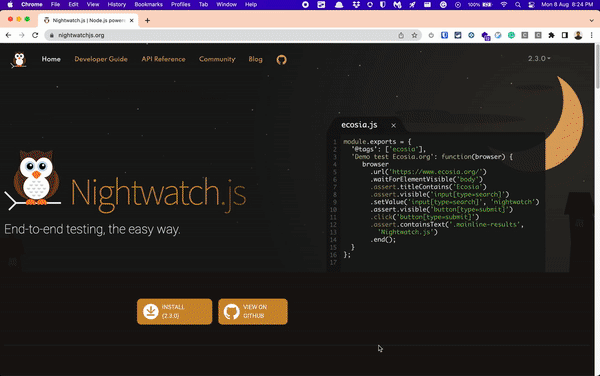 Chrome File Edit View History Bookmarks Profiles Tab Window Help 100% Mon 8 Aug 8:24 PM
Nightwatch.js | Node.js powere
nightwatchjs.org
Home Developer Guide API Reference Community Blog 2.3.0
ecosia.js ×
1 module.exports = {
2 '@tags': ['ecosia'],
3 'Demo test Ecosia.org': function(browser) {
4 browser
5 .url('https://www.ecosia.org/')
6 .waitForElementVisible('body')
7 .assert.titleContains('Ecosia')
8 .assert.visible('input[type=search]')
9 .setValue('input[type=search]', 'nightwatch')
10 .assert.visible('button[type=submit]')
11 .click('button[type=submit]')
12 .assert.containsText('.mainline-results',
13 'Nightwatch.js')
14 .end();
15 }
16 };
17
Nightwatch.js
End-to-end testing, the easy way.
INSTALL
(2.3.0)
VIEW ON
GITHUB